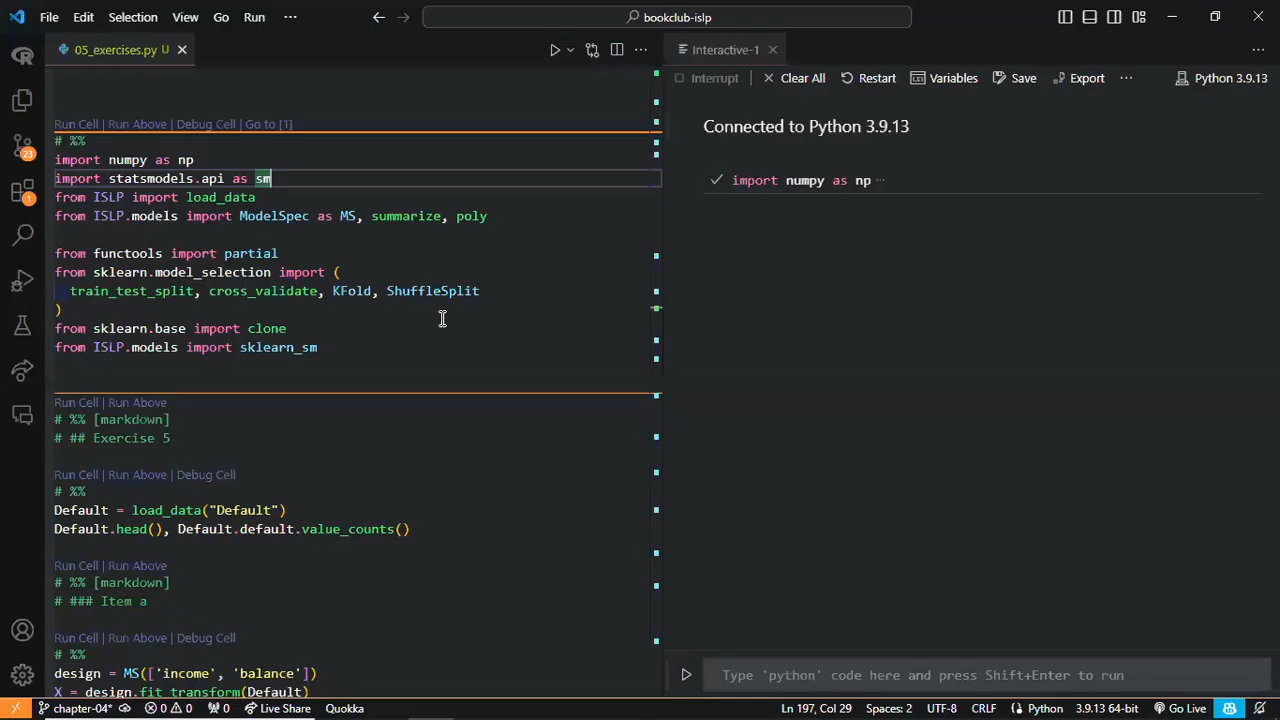 File Edit Selection View Go Run ··· bookclub-islp
05_exercises.py U
Interactive-1
Interrupt Clear All Restart Variables Save Export ··· Python 3.9.13
Run Cell | Run Above | Debug Cell | Go to [1]
# %%
import numpy as np
import statsmodels.api as sm
from ISLP import load_data
from ISLP.models import ModelSpec as MS, summarize, poly
from functools import partial
from sklearn.model_selection import (
train_test_split, cross_validate, KFold, ShuffleSplit
)
from sklearn.base import clone
from ISLP.models import sklearn_sm
Run Cell | Run Above
# %% [markdown]
# ## Exercise 5
Run Cell | Run Above | Debug Cell
# %%
Default = load_data("Default")
Default.head(), Default.default.value_counts()
Run Cell | Run Above
# %% [markdown]
# ### Item a
Run Cell | Run Above | Debug Cell
# %%
design = MS(['income', 'balance'])
X = design.fit_transform(Default)
Connected to Python 3.9.13
import numpy as np ···
Type 'python' code here and press Shift+Enter to run
23
1
chapter-04* 0 0 0 Live Share Quokka Ln 197, Col 29 Spaces: 2 UTF-8 CRLF Python 3.9.13 64-bit Go Live